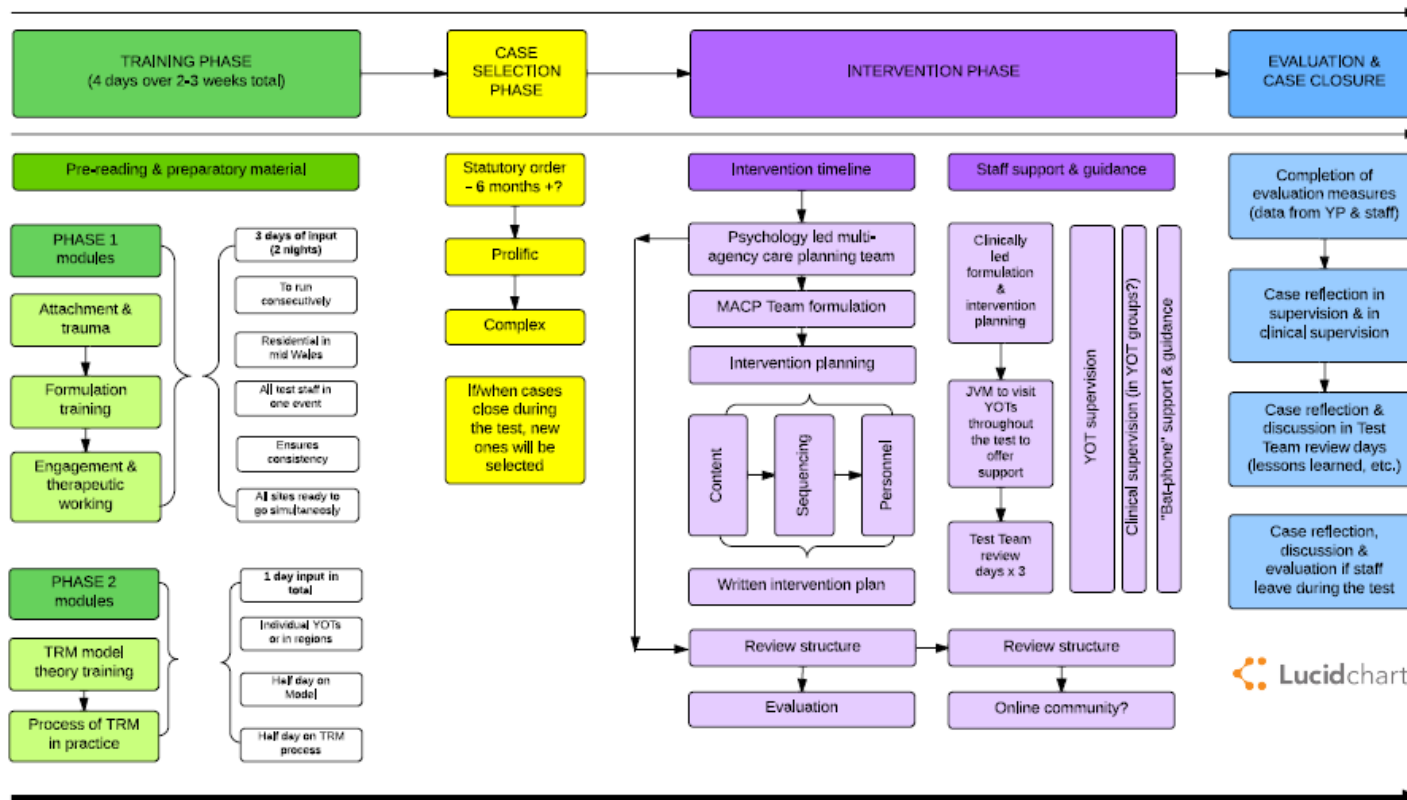 TRAINING PHASE
(4 days over 2-3 weeks total)
CASE
SELECTION
PHASE
INTERVENTION PHASE
EVALUATION &
CASE CLOSURE
Pre-reading & preparatory material
PHASE 1
modules
Attachment &
trauma
Formulation
training
Engagement &
therapeutic
working
3 days of input
(2 nights)
To run
consecutively
Residential in
mid Wales
All test staff in
one event
Ensures
consistency
All sites ready to
go simultaneosly
PHASE 2
modules
TRM model
theory training
Process of TRM
in practice
1 day input in
total
Individual YOTs
or in regions
Half day on
Model
Half day on TRM
process
Statutory order
– 6 months +?
Prolific
Complex
If/when cases
close during
the test, new
ones will be
selected
Intervention timeline
Psychology led multi-
agency care planning team
MACP Team formulation
Intervention planning
Content
Sequencing
Personnel
Written intervention plan
Review structure
Evaluation
Staff support & guidance
Clinically
led
formulation
&
intervention
planning
JVM to visit
YOTs
throughout
the test to
offer
support
Test Team
review
days x 3
YOT supervision
Clinical supervision (in YOT groups?)
"Bat-phone" support & guidance
Review structure
Online community?
Completion of
evaluation measures
(data from YP & staff)
Case reflection in
supervision & in
clinical supervision
Case reflection &
discussion in Test
Team review days
(lessons learned, etc.)
Case reflection,
discussion &
evaluation if staff
leave during the test
Lucidchart